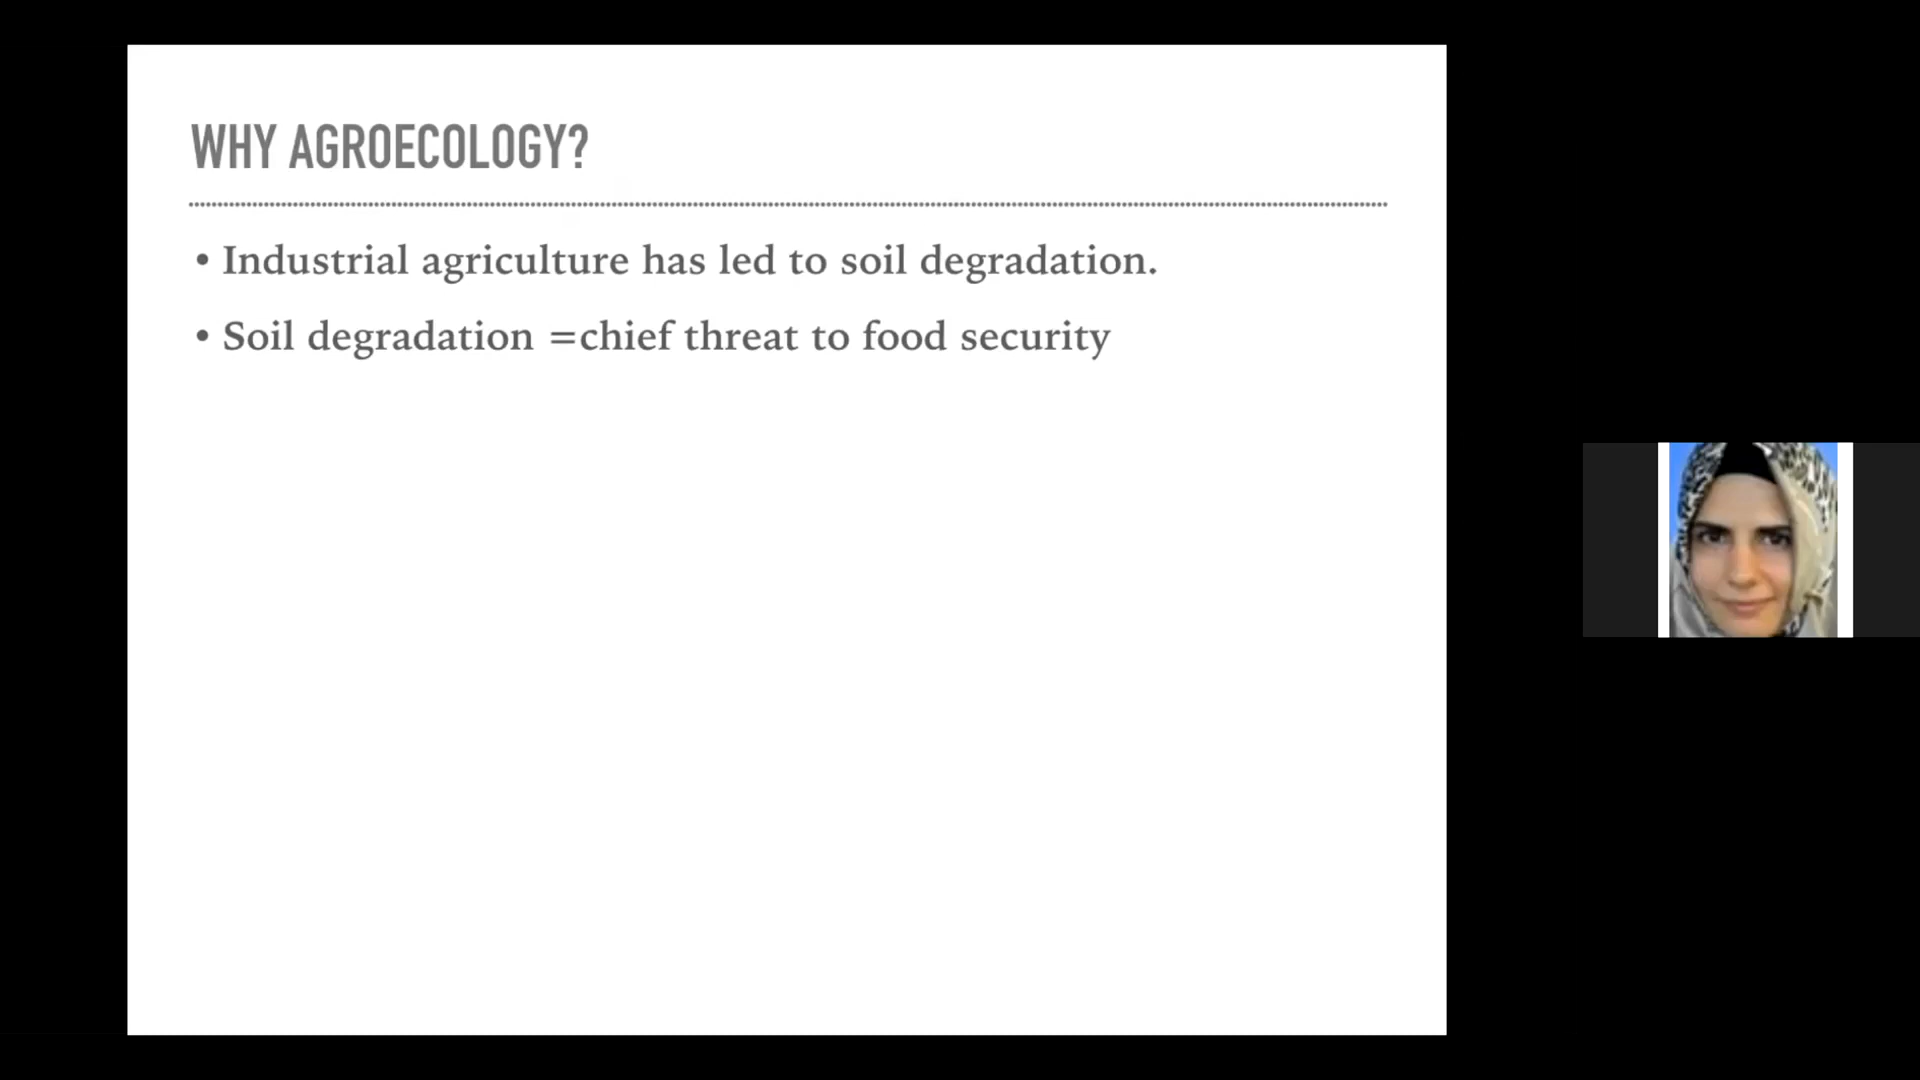 WHY AGROECOLOGY?
• Industrial agriculture has led to soil degradation.
• Soil degradation =chief threat to food security